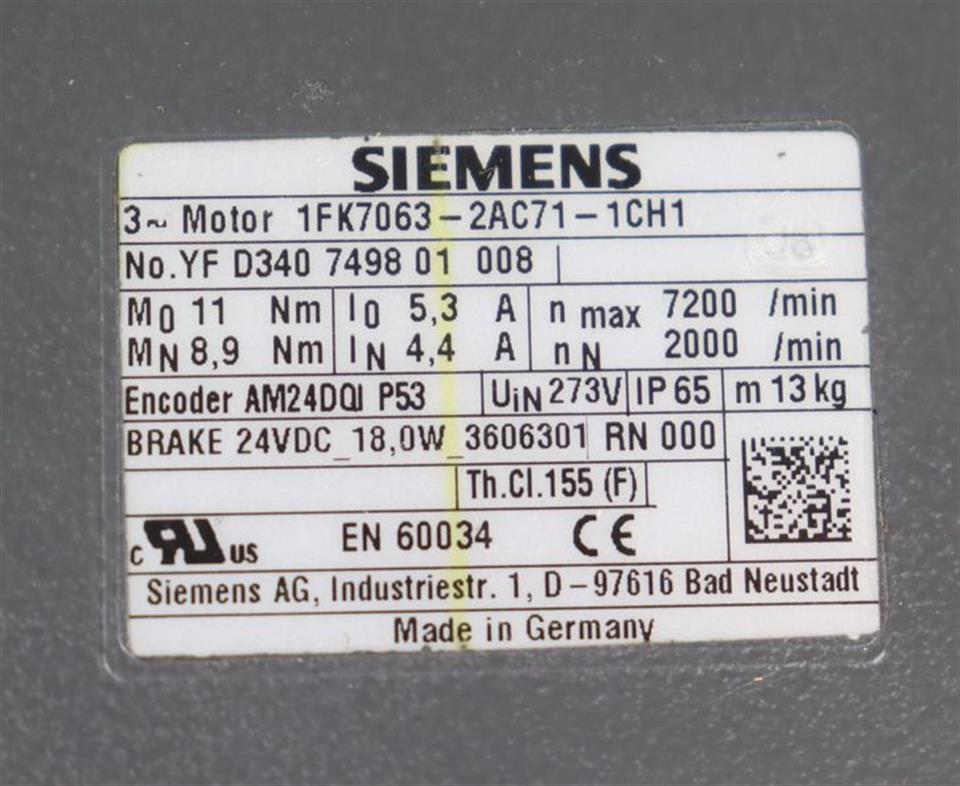 SIEMENS
3~ Motor 1FK7063-2AC71-1CH1
No.YF D340 7498 01 008
M0 11 Nm I0 5,3 A n max 7200 /min
MN 8,9 Nm IN 4,4 A n N 2000 /min
Encoder AM24DQI P53 UiN 273V IP 65 m 13 kg
BRAKE 24VDC_18,0W_3606301 RN 000
Th.Cl.155 (F)
c RU US EN 60034 CE
Siemens AG, Industriestr. 1, D-97616 Bad Neustadt
Made in Germany